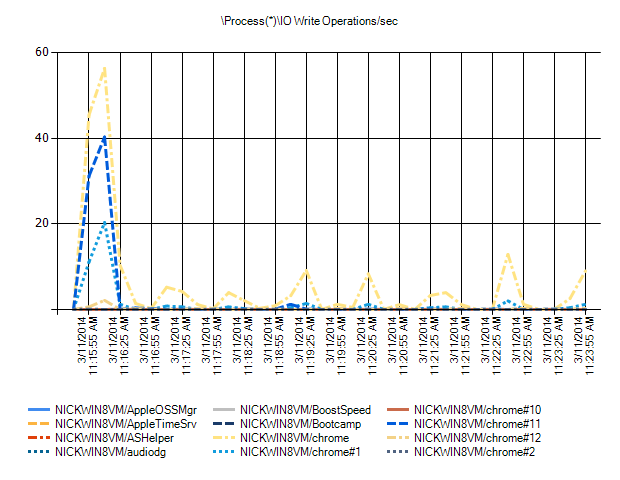 \Process(*)\IO Write Operations/sec
60
40
20
3/11/2014 11:15:55 AM
3/11/2014 11:16:25 AM
3/11/2014 11:16:55 AM
3/11/2014 11:17:25 AM
3/11/2014 11:17:55 AM
3/11/2014 11:18:25 AM
3/11/2014 11:18:55 AM
3/11/2014 11:19:25 AM
3/11/2014 11:19:55 AM
3/11/2014 11:20:25 AM
3/11/2014 11:20:55 AM
3/11/2014 11:21:25 AM
3/11/2014 11:21:55 AM
3/11/2014 11:22:25 AM
3/11/2014 11:22:55 AM
3/11/2014 11:23:25 AM
3/11/2014 11:23:55 AM
NICKWIN8VM/AppleOSSMgr
NICKWIN8VM/BoostSpeed
NICKWIN8VM/chrome#10
NICKWIN8VM/AppleTimeSrv
NICKWIN8VM/Bootcamp
NICKWIN8VM/chrome#11
NICKWIN8VM/ASHelper
NICKWIN8VM/chrome
NICKWIN8VM/chrome#12
NICKWIN8VM/audiodg
NICKWIN8VM/chrome#1
NICKWIN8VM/chrome#2